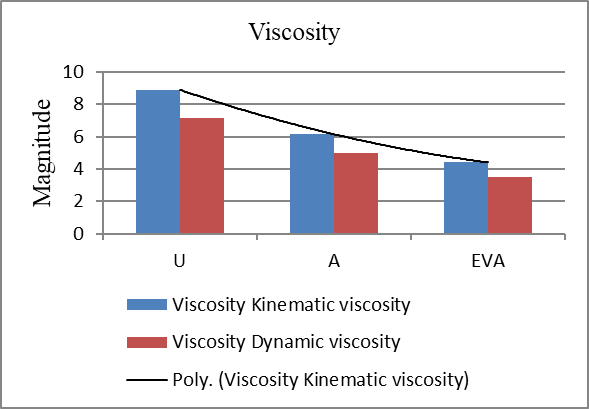 Viscosity
Magnitude
10
8
6
4
2
0
U A EVA
Viscosity Kinematic viscosity
Viscosity Dynamic viscosity
Poly. (Viscosity Kinematic viscosity)